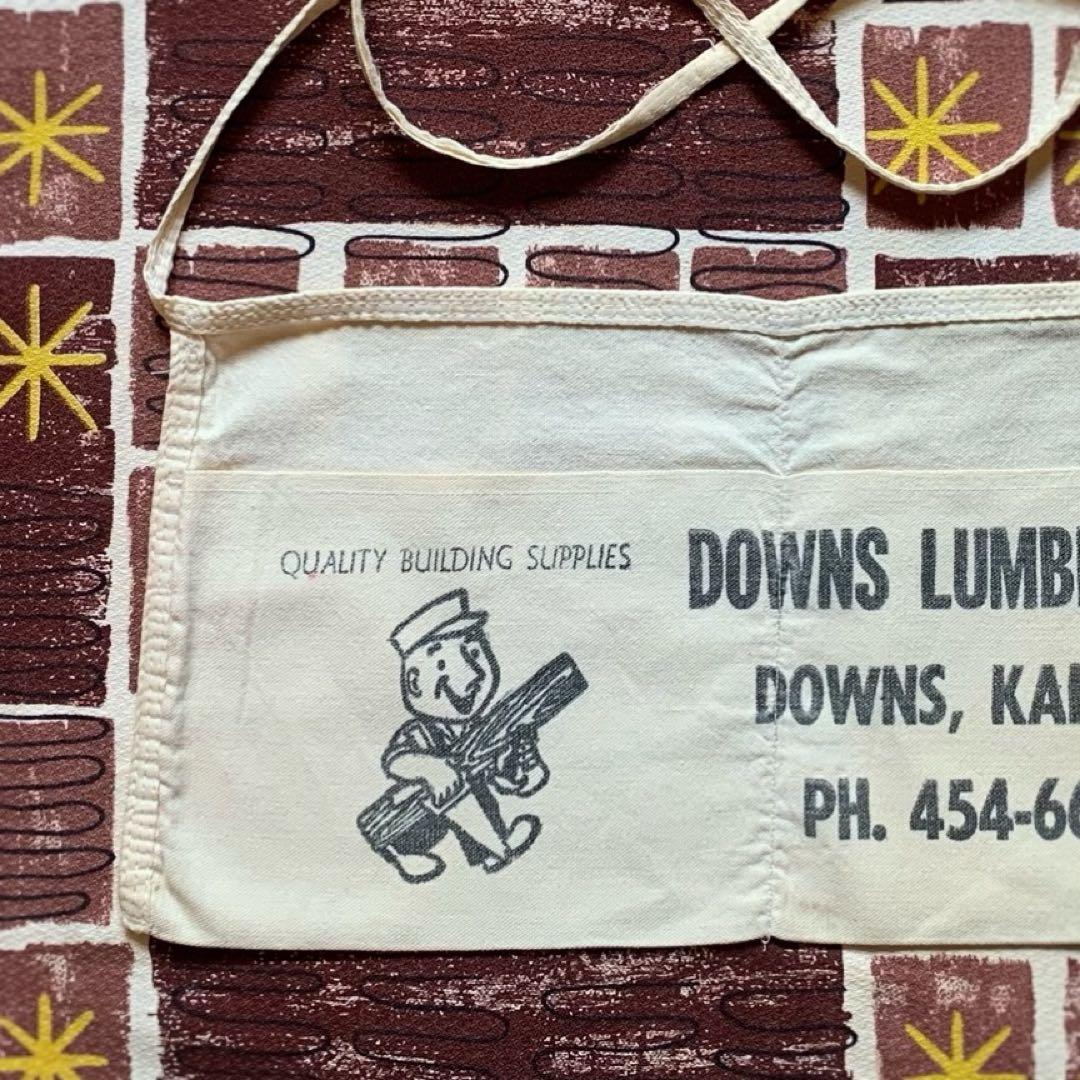 QUALITY BUILDING SUPPLIES
DOWNS LUMB
DOWNS, KA
PH. 454-6